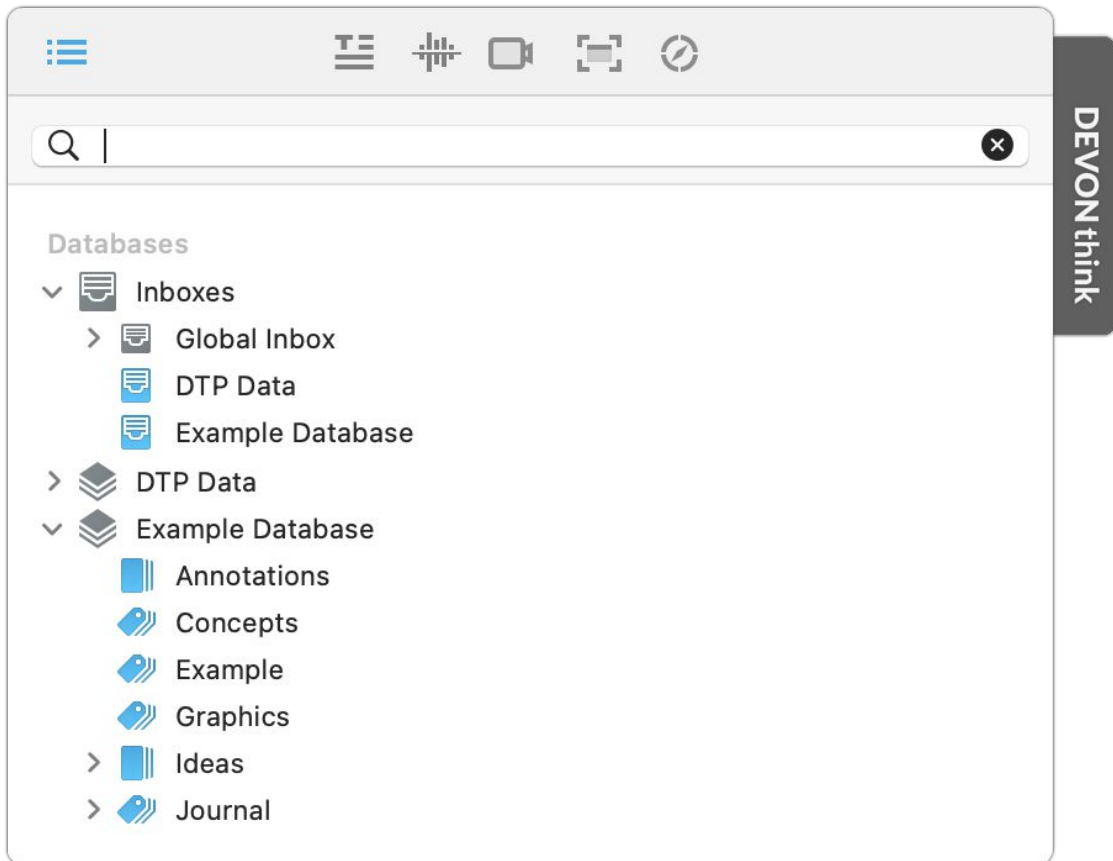 DEVONthink
Databases
Inboxes
Global Inbox
DTP Data
Example Database
DTP Data
Example Database
Annotations
Concepts
Example
Graphics
Ideas
Journal